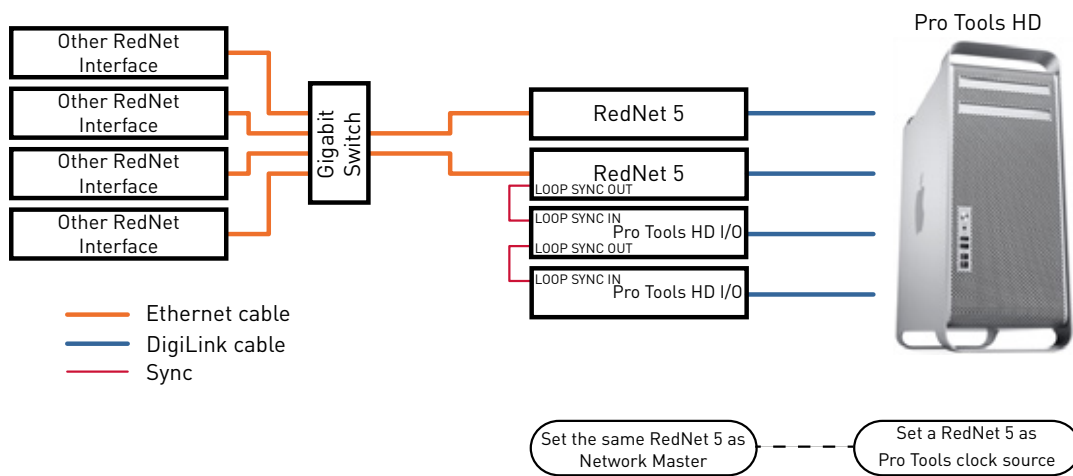 Pro Tools HD
Other RedNet
Interface
Other RedNet
Interface
Other RedNet
Interface
Other RedNet
Interface
Gigabit
Switch
RedNet 5
RedNet 5
LOOP SYNC OUT
LOOP SYNC IN
Pro Tools HD I/O
LOOP SYNC OUT
LOOP SYNC IN
Pro Tools HD I/O
Ethernet cable
DigiLink cable
Sync
Set the same RedNet 5 as
Network Master
Set a RedNet 5 as
Pro Tools clock source